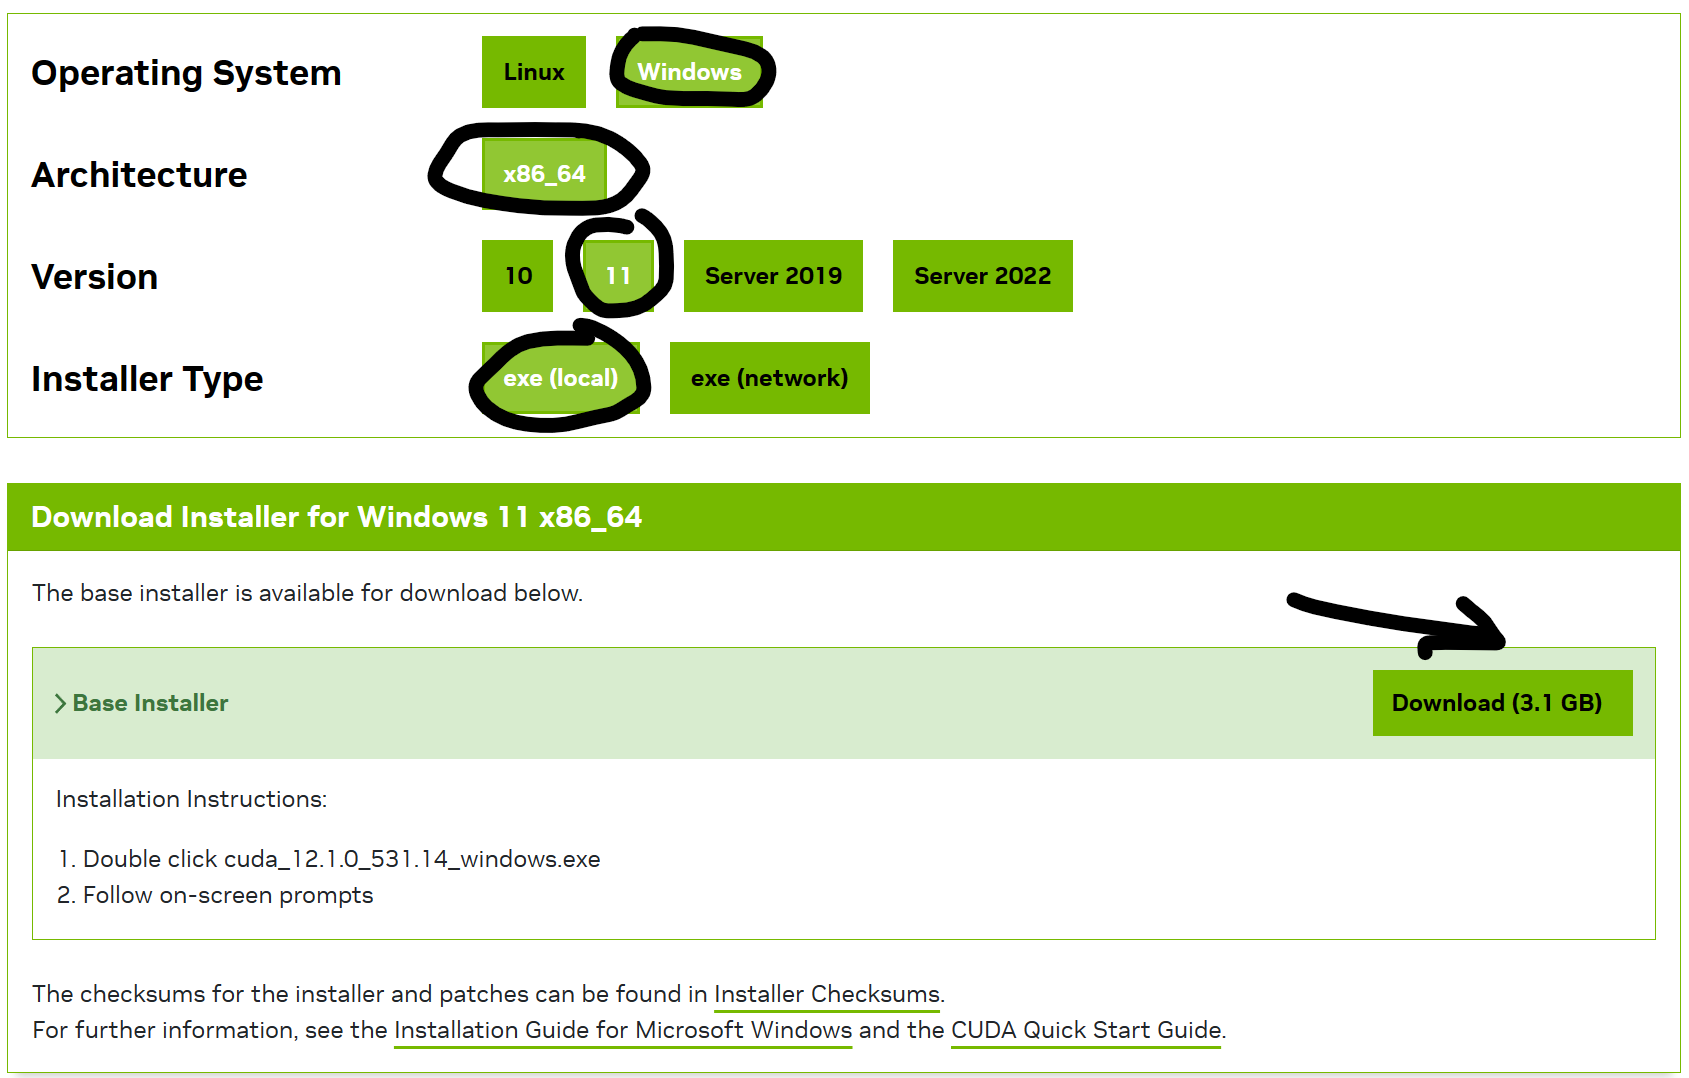 Operating System Linux Windows
Architecture x86_64
Version 10 11 Server 2019 Server 2022
Installer Type exe (local) exe (network)
Download Installer for Windows 11 x86_64
The base installer is available for download below.
Base Installer Download (3.1 GB)
Installation Instructions:
1. Double click cuda_12.1.0_531.14_windows.exe
2. Follow on-screen prompts
The checksums for the installer and patches can be found in Installer Checksums.
For further information, see the Installation Guide for Microsoft Windows and the CUDA Quick Start Guide.